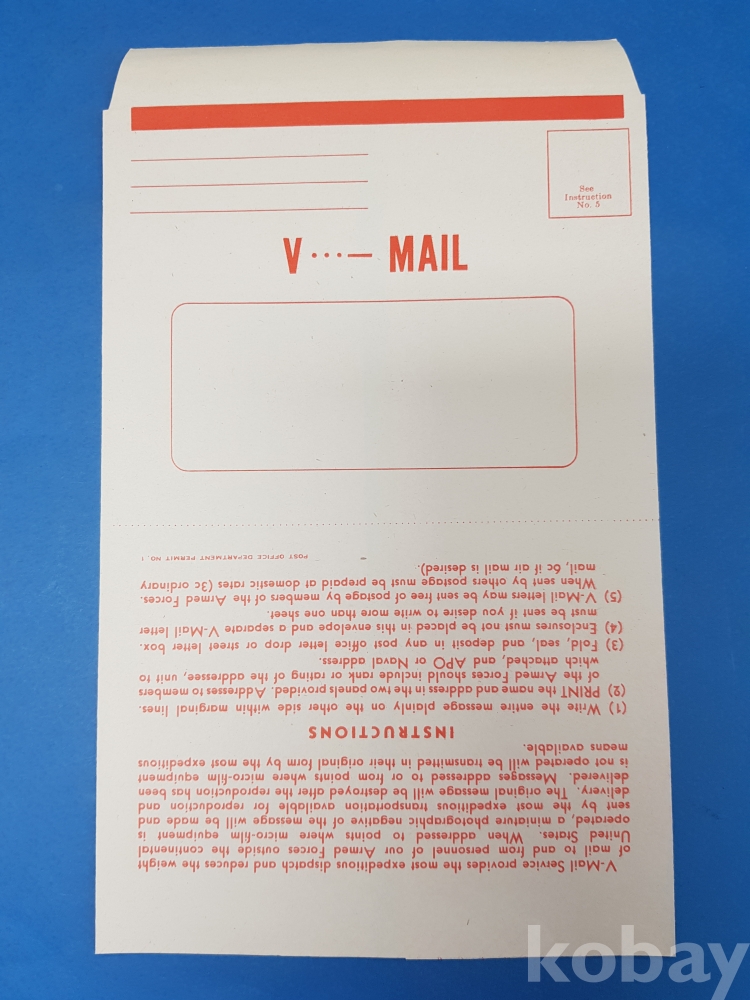 See
Instruction
No. 5
V ···— MAIL
V-Mail Service provides the most expeditious dispatch and reduces the weight
of mail to and from personnel of our Armed Forces outside the continental
United States. When addressed to points where micro-film equipment is
operated, a miniature photographic negative of the message will be made and
sent by the most expeditious transportation available for reproduction and
delivery. The original message will be destroyed after the reproduction has been
delivered. Messages addressed to or from points where micro-film equipment
is not operated will be transmitted in their original form by the most expeditious
means available.
INSTRUCTIONS
(1) Write the entire message plainly on the other side within marginal lines.
(2) PRINT the name and address in the two panels provided. Addresses to members
of the Armed Forces should include rank or rating of the addressee, unit to
which attached, and APO or Naval address.
(3) Fold, seal, and deposit in any post office letter drop or street letter box.
(4) Enclosures must not be placed in this envelope and a separate V-Mail letter
must be sent if you desire to write more than one sheet.
(5) V-Mail letters may be sent free of postage by members of the Armed Forces.
When sent by others postage must be prepaid at domestic rates (3c ordinary
mail, 6c if air mail is desired).
POST OFFICE DEPARTMENT PERMIT NO. 1
kobay